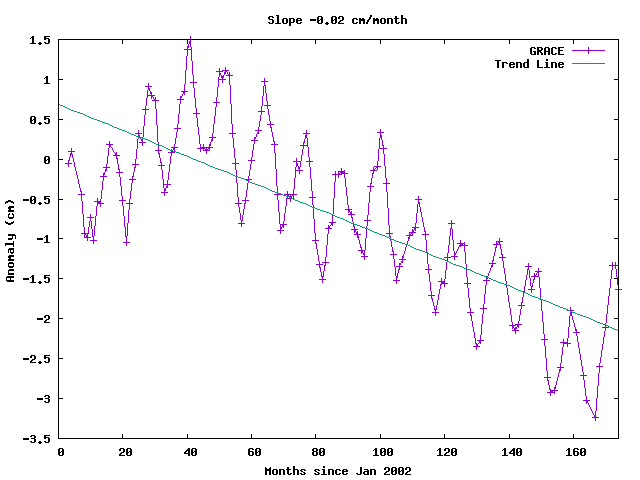 Slope -0.02 cm/month
GRACE
Trend Line
1.5
1
0.5
0
-0.5
-1
-1.5
-2
-2.5
-3
-3.5
Anomaly (cm)
0 20 40 60 80 100 120 140 160
Months since Jan 2002